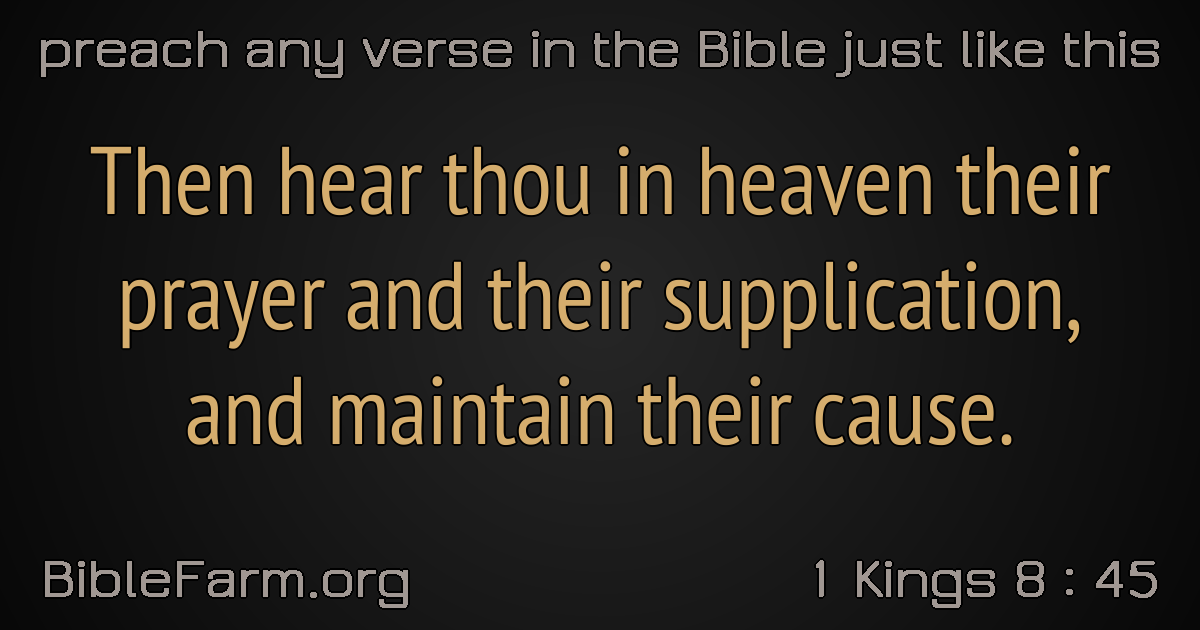 preach any verse in the Bible just like this
Then hear thou in heaven their
prayer and their supplication,
and maintain their cause.
BibleFarm.org
1 Kings 8 : 45